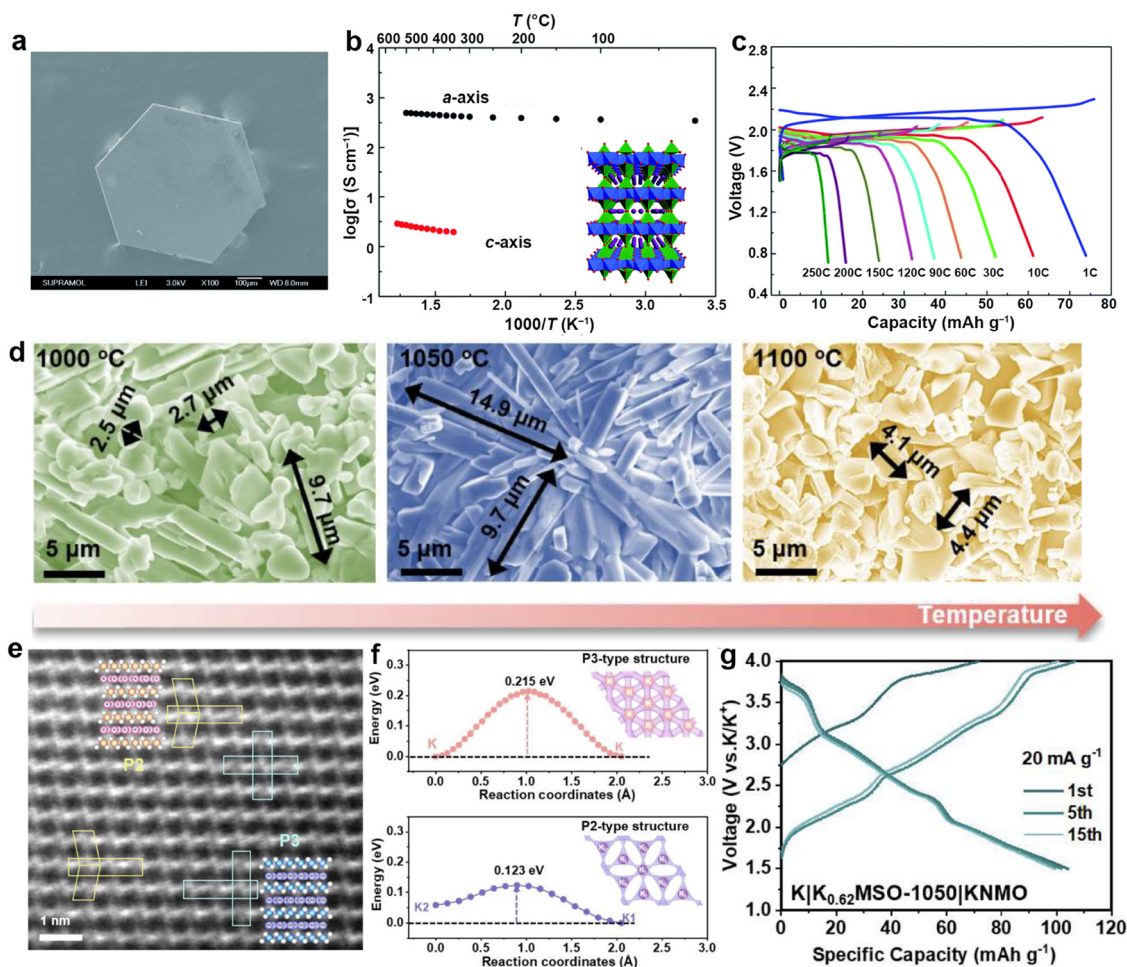 a
SUPRAMOL LEI 3.0kV X100 100μm WD 8.0mm
b
T (°C)
600 500 400 300 200 100
log[σ (S cm⁻¹)]
4
3
2
1
0
-1
a-axis
c-axis
1.5 2.0 2.5 3.0 3.5
1000/T (K⁻¹)
c
Voltage (V)
2.8
2.4
2.0
1.6
1.2
0.8
0.4
250C 200C 150C 120C 90C 60C 30C 10C 1C
0 10 20 30 40 50 60 70 80
Capacity (mAh g⁻¹)
d
1000 °C
2.5 μm
2.7 μm
9.7 μm
5 μm
1050 °C
14.9 μm
9.7 μm
5 μm
1100 °C
4.1 μm
4.4 μm
5 μm
Temperature
e
P2
P3
1 nm
f
Energy (eV)
0.3
0.2
0.1
0.0
P3-type structure
0.215 eV
K K
0.0 0.5 1.0 1.5 2.0 2.5 3.0
Reaction coordinates (Å)
Energy (eV)
0.3
0.2
0.1
0.0
P2-type structure
0.123 eV
K2 K1
0.0 0.5 1.0 1.5 2.0 2.5 3.0
Reaction coordinates (Å)
g
Voltage (V vs.K/K⁺)
4.0
3.5
3.0
2.5
2.0
1.5
1.0
20 mA g⁻¹
1st
5th
15th
K|K₀.₆₂MSO-1050|KNMO
0 20 40 60 80 100 120
Specific Capacity (mAh g⁻¹)